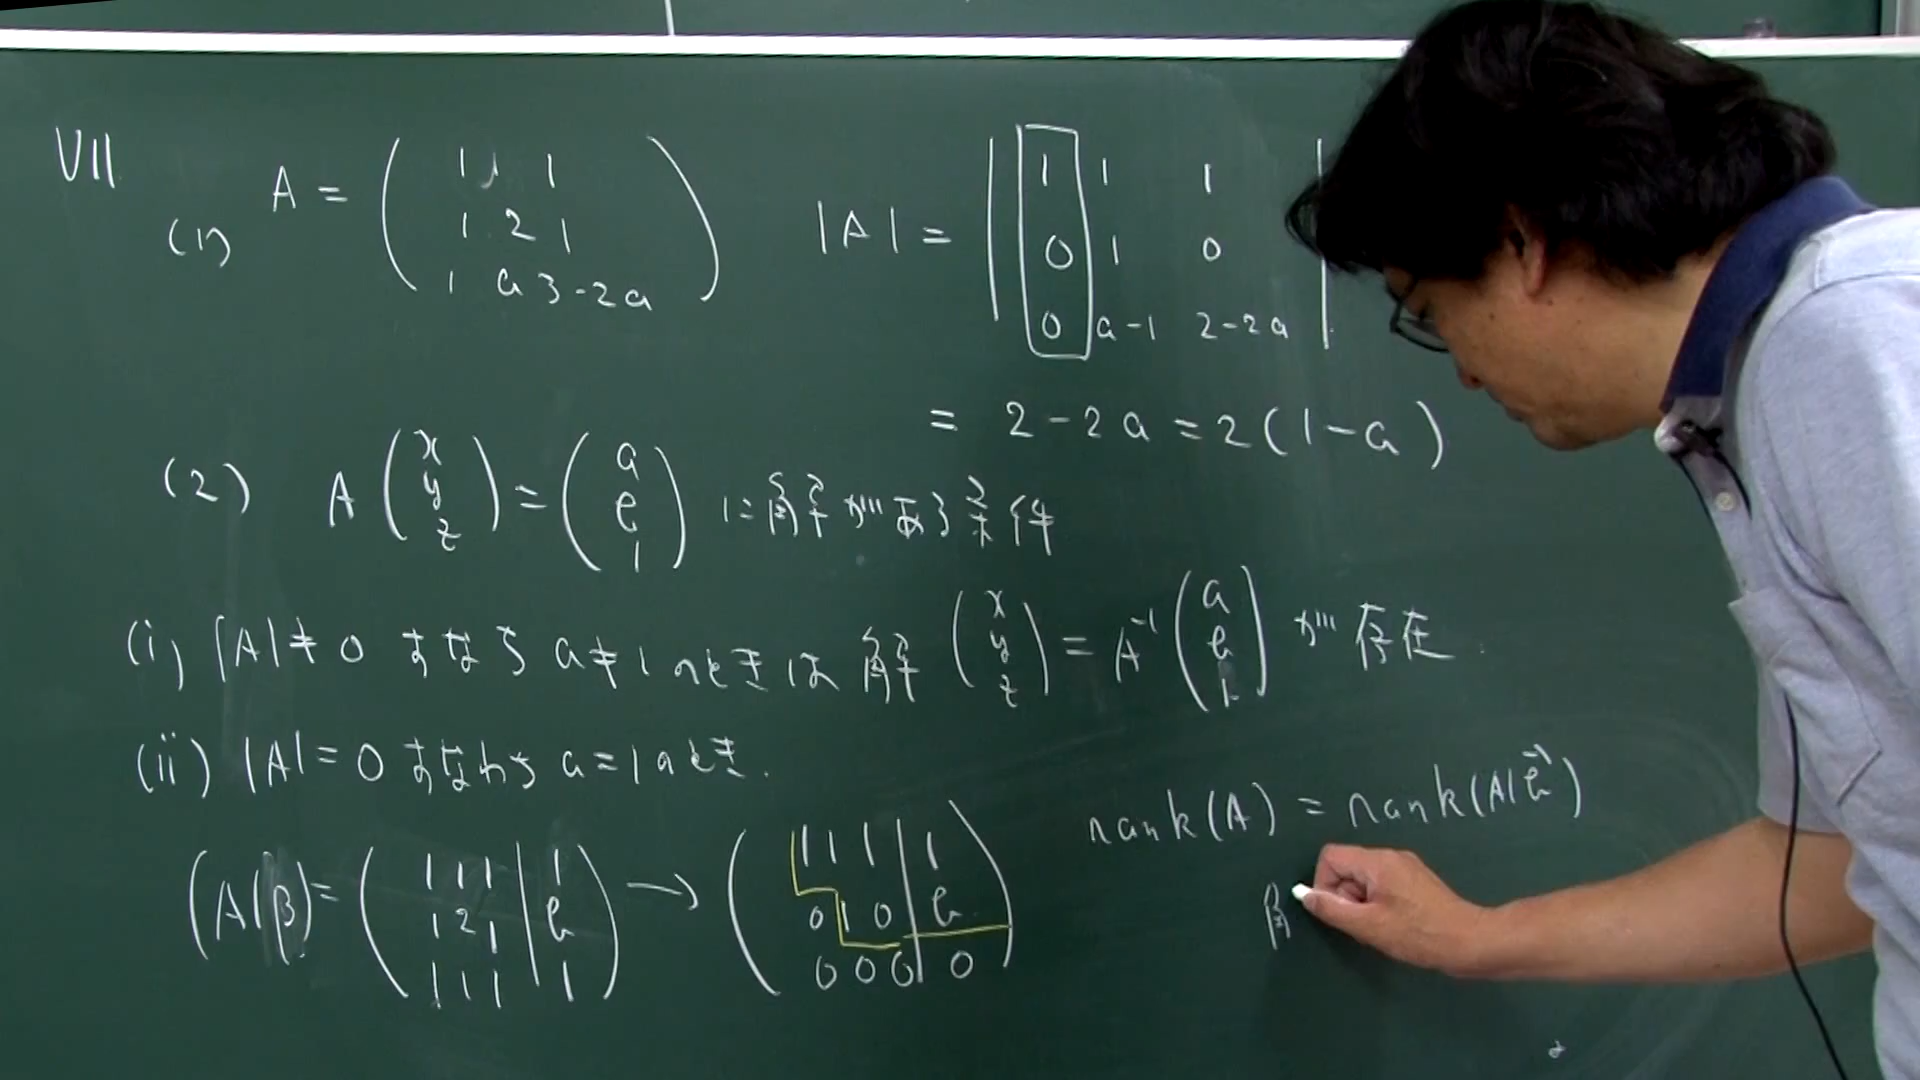 VII
(1) A = ( 1 1 1 / 1 2 1 / 1 a 3-2a ) |A| = | 1 1 1 / 0 1 0 / 0 a-1 2-2a |
= 2-2a = 2(1-a)
(2) A ( x / y / z ) = ( a / b / 1 ) に解がある条件
(i) |A|≠0 すなわち a≠1 のときは 解 ( x / y / z ) = A⁻¹ ( a / b / 1 ) が存在.
(ii) |A|=0 すなわち a=1のとき.
(A|β)= ( 1 1 1 | 1 / 1 2 1 | b / 1 1 1 | 1 ) → ( 1 1 1 | 1 / 0 1 0 | b / 0 0 0 | 0 )
rank(A) = rank(A|b-1)